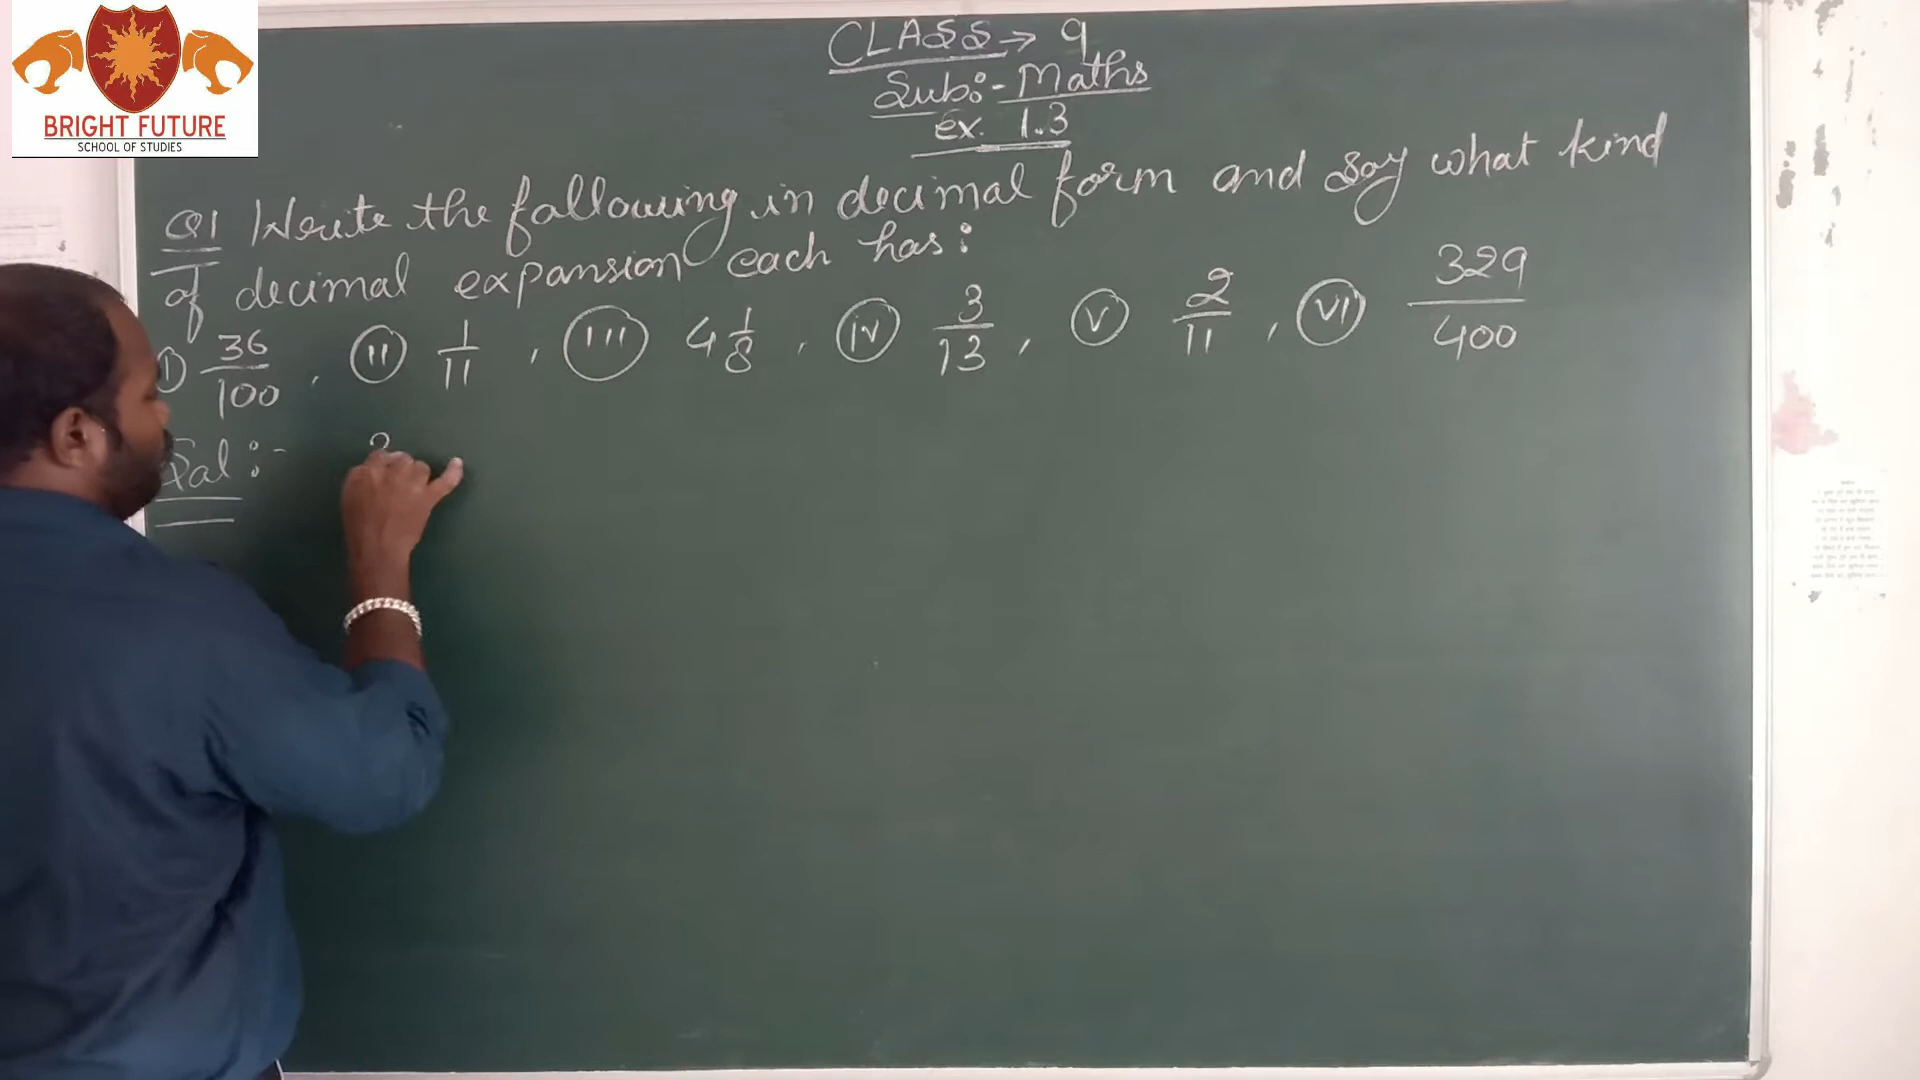 BRIGHT FUTURE
SCHOOL OF STUDIES
CLASS → 9
Sub:- Maths
ex. 1.3
Q1 Write the following in decimal form and say what kind
of decimal expansion each has:
(i) 36/100, (ii) 1/11, (iii) 4 1/8, (iv) 3/13, (v) 2/11, (vi) 329/400
Sol:-